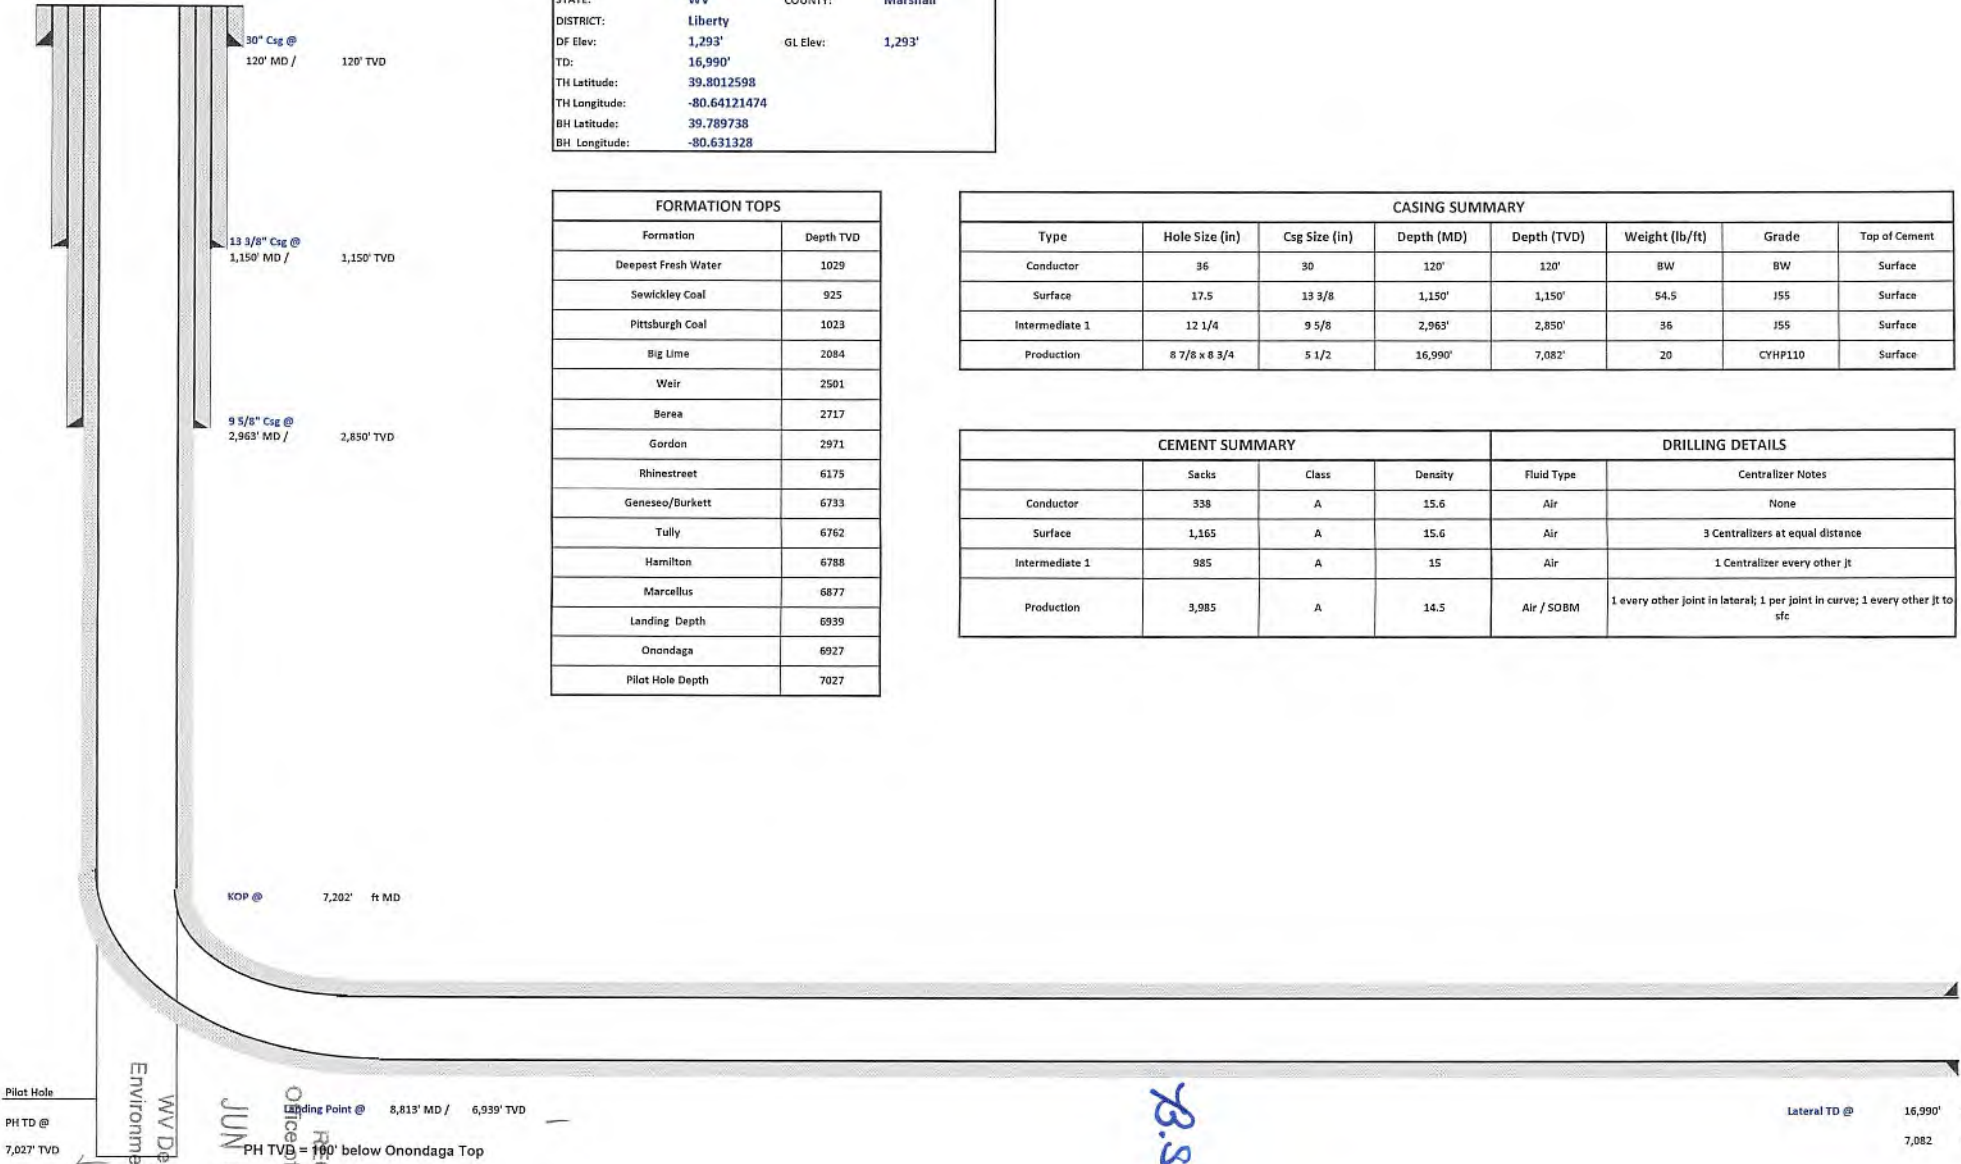 STATE: WV COUNTY: Marshall
DISTRICT: Liberty
DF Elev: 1,293' GL Elev: 1,293'
TD: 16,990'
TH Latitude: 39.8012598
TH Longitude: -80.64121474
BH Latitude: 39.789738
BH Longitude: -80.631328
30" Csg @
120' MD / 120' TVD
13 3/8" Csg @
1,150' MD / 1,150' TVD
9 5/8" Csg @
2,963' MD / 2,850' TVD
FORMATION TOPS
Formation Depth TVD
Deepest Fresh Water 1029
Sewickley Coal 925
Pittsburgh Coal 1023
Big Lime 2084
Weir 2501
Berea 2717
Gordon 2971
Rhinestreet 6175
Geneseo/Burkett 6733
Tully 6762
Hamilton 6788
Marcellus 6877
Landing Depth 6939
Onondaga 6927
Pilot Hole Depth 7027
CASING SUMMARY
Type Hole Size (in) Csg Size (in) Depth (MD) Depth (TVD) Weight (lb/ft) Grade Top of Cement
Conductor 36 30 120' 120' BW BW Surface
Surface 17.5 13 3/8 1,150' 1,150' 54.5 J55 Surface
Intermediate 1 12 1/4 9 5/8 2,963' 2,850' 36 J55 Surface
Production 8 7/8 x 8 3/4 5 1/2 16,990' 7,082' 20 CYHP110 Surface
CEMENT SUMMARY DRILLING DETAILS
Sacks Class Density Fluid Type Centralizer Notes
Conductor 338 A 15.6 Air None
Surface 1,165 A 15.6 Air 3 Centralizers at equal distance
Intermediate 1 985 A 15 Air 1 Centralizer every other jt
Production 3,985 A 14.5 Air / SOBM 1 every other joint in lateral; 1 per joint in curve; 1 every other jt to
sfc
KOP @ 7,202' ft MD
Pilot Hole
PH TD @
7,027' TVD
Landing Point @ 8,813' MD / 6,939' TVD
PH TVD = 100' below Onondaga Top
Lateral TD @ 16,990'
7,082
Office of
JUN
WV De
Environme